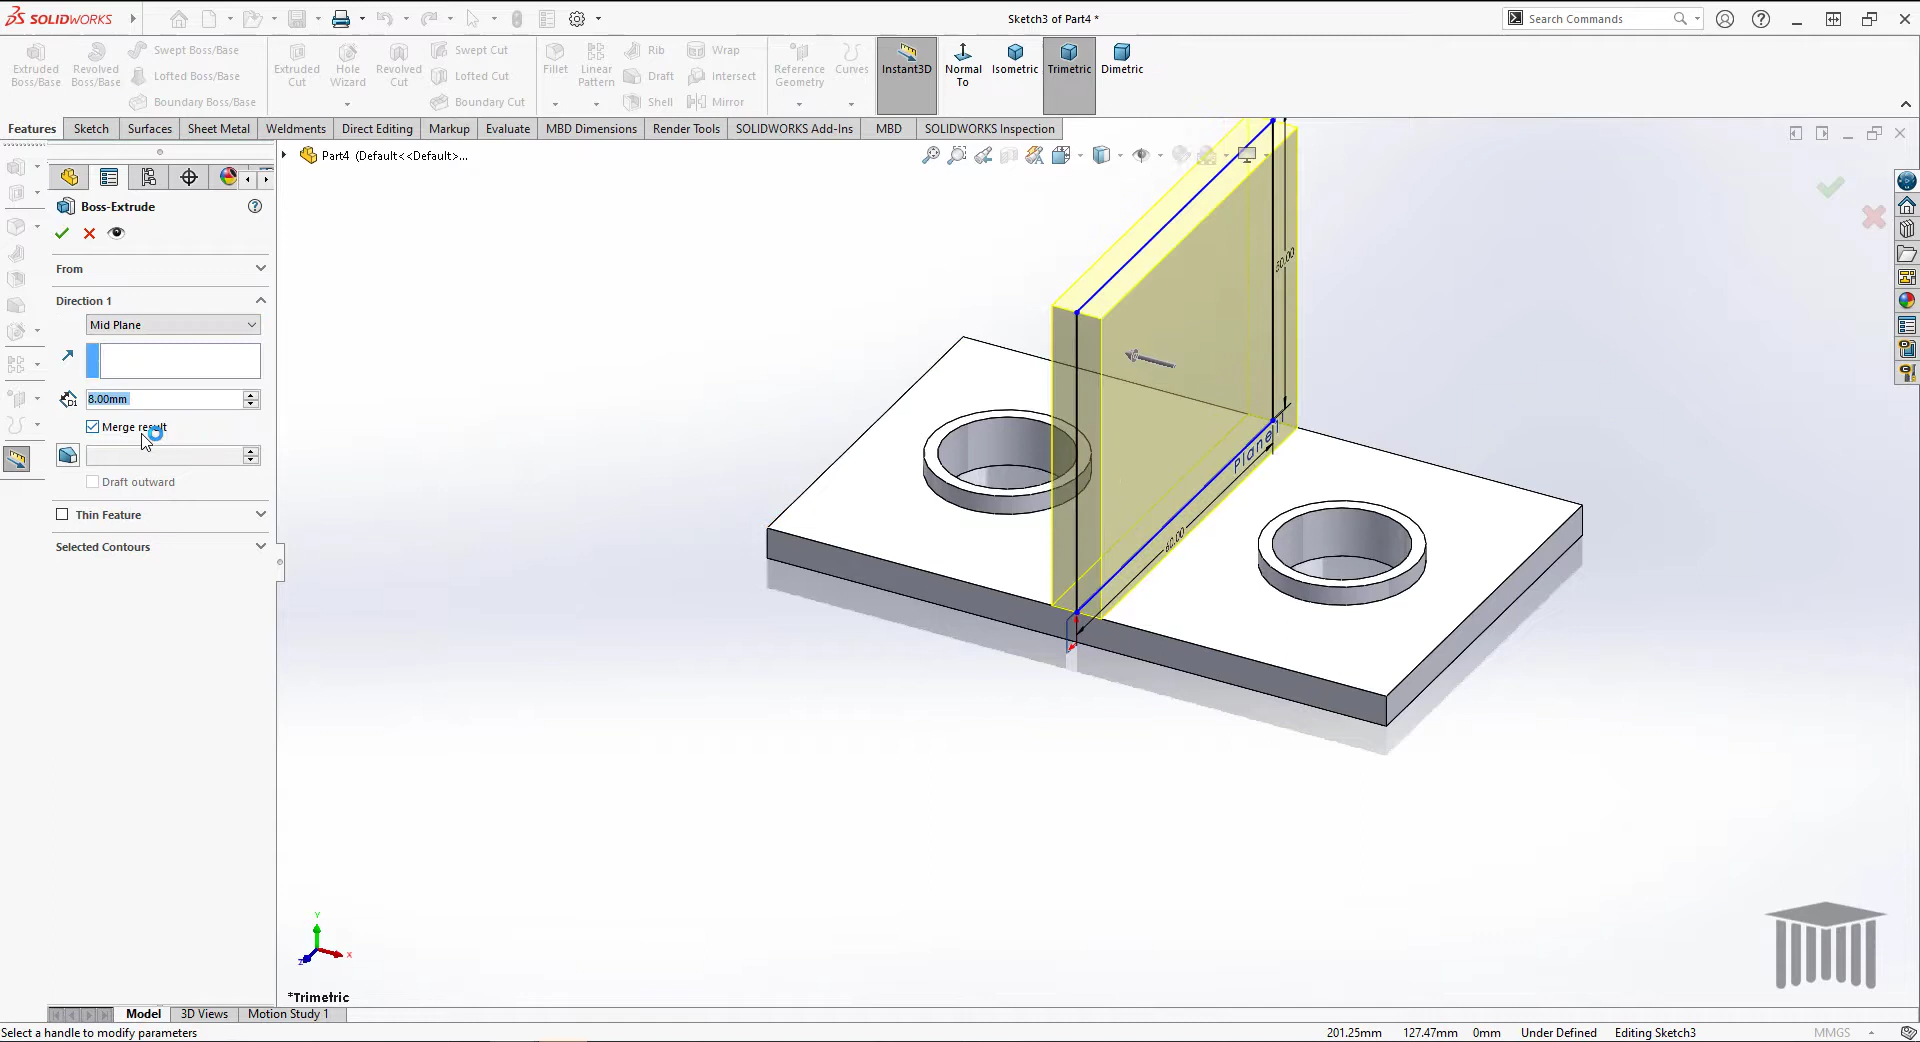 SOLIDWORKS
Sketch3 of Part4 *
Search Commands
Extruded Boss/Base
Revolved Boss/Base
Swept Boss/Base
Lofted Boss/Base
Boundary Boss/Base
Extruded Cut
Hole Wizard
Revolved Cut
Swept Cut
Lofted Cut
Boundary Cut
Fillet
Linear Pattern
Rib
Draft
Shell
Wrap
Intersect
Mirror
Reference Geometry
Curves
Instant3D
Normal To
Isometric
Trimetric
Dimetric
Features
Sketch
Surfaces
Sheet Metal
Weldments
Direct Editing
Markup
Evaluate
MBD Dimensions
Render Tools
SOLIDWORKS Add-Ins
MBD
SOLIDWORKS Inspection
Part4 (Default<<Default>...
Boss-Extrude
From
Direction 1
Mid Plane
D1
8.00mm
Merge result
Draft outward
Thin Feature
Selected Contours
Plane1
60.00
Y
X
Z
*Trimetric
Model
3D Views
Motion Study 1
Select a handle to modify parameters
201.25mm
127.47mm
0mm
Under Defined
Editing Sketch3
MMGS